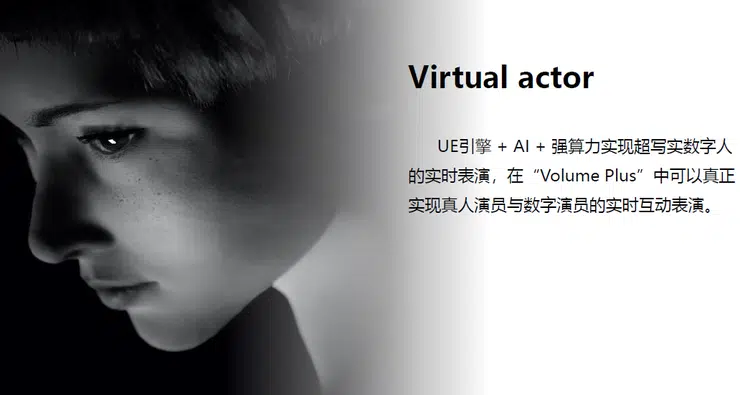 Virtual actor
UE引擎 + AI + 强算力实现超写实数字人
的实时表演，在“Volume Plus”中可以真正
实现真人演员与数字演员的实时互动表演。